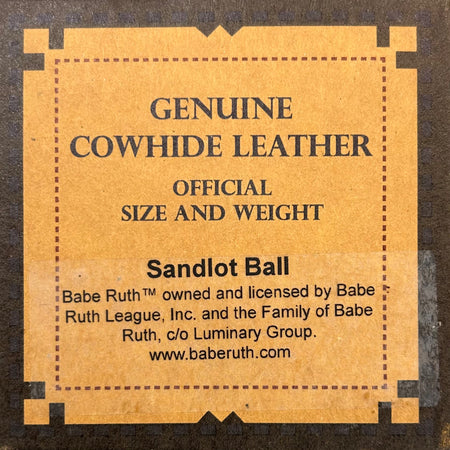 GENUINE
COWHIDE LEATHER
OFFICIAL
SIZE AND WEIGHT
Sandlot Ball
Babe Ruth™ owned and licensed by Babe
Ruth League, Inc. and the Family of Babe
Ruth, c/o Luminary Group.
www.baberuth.com